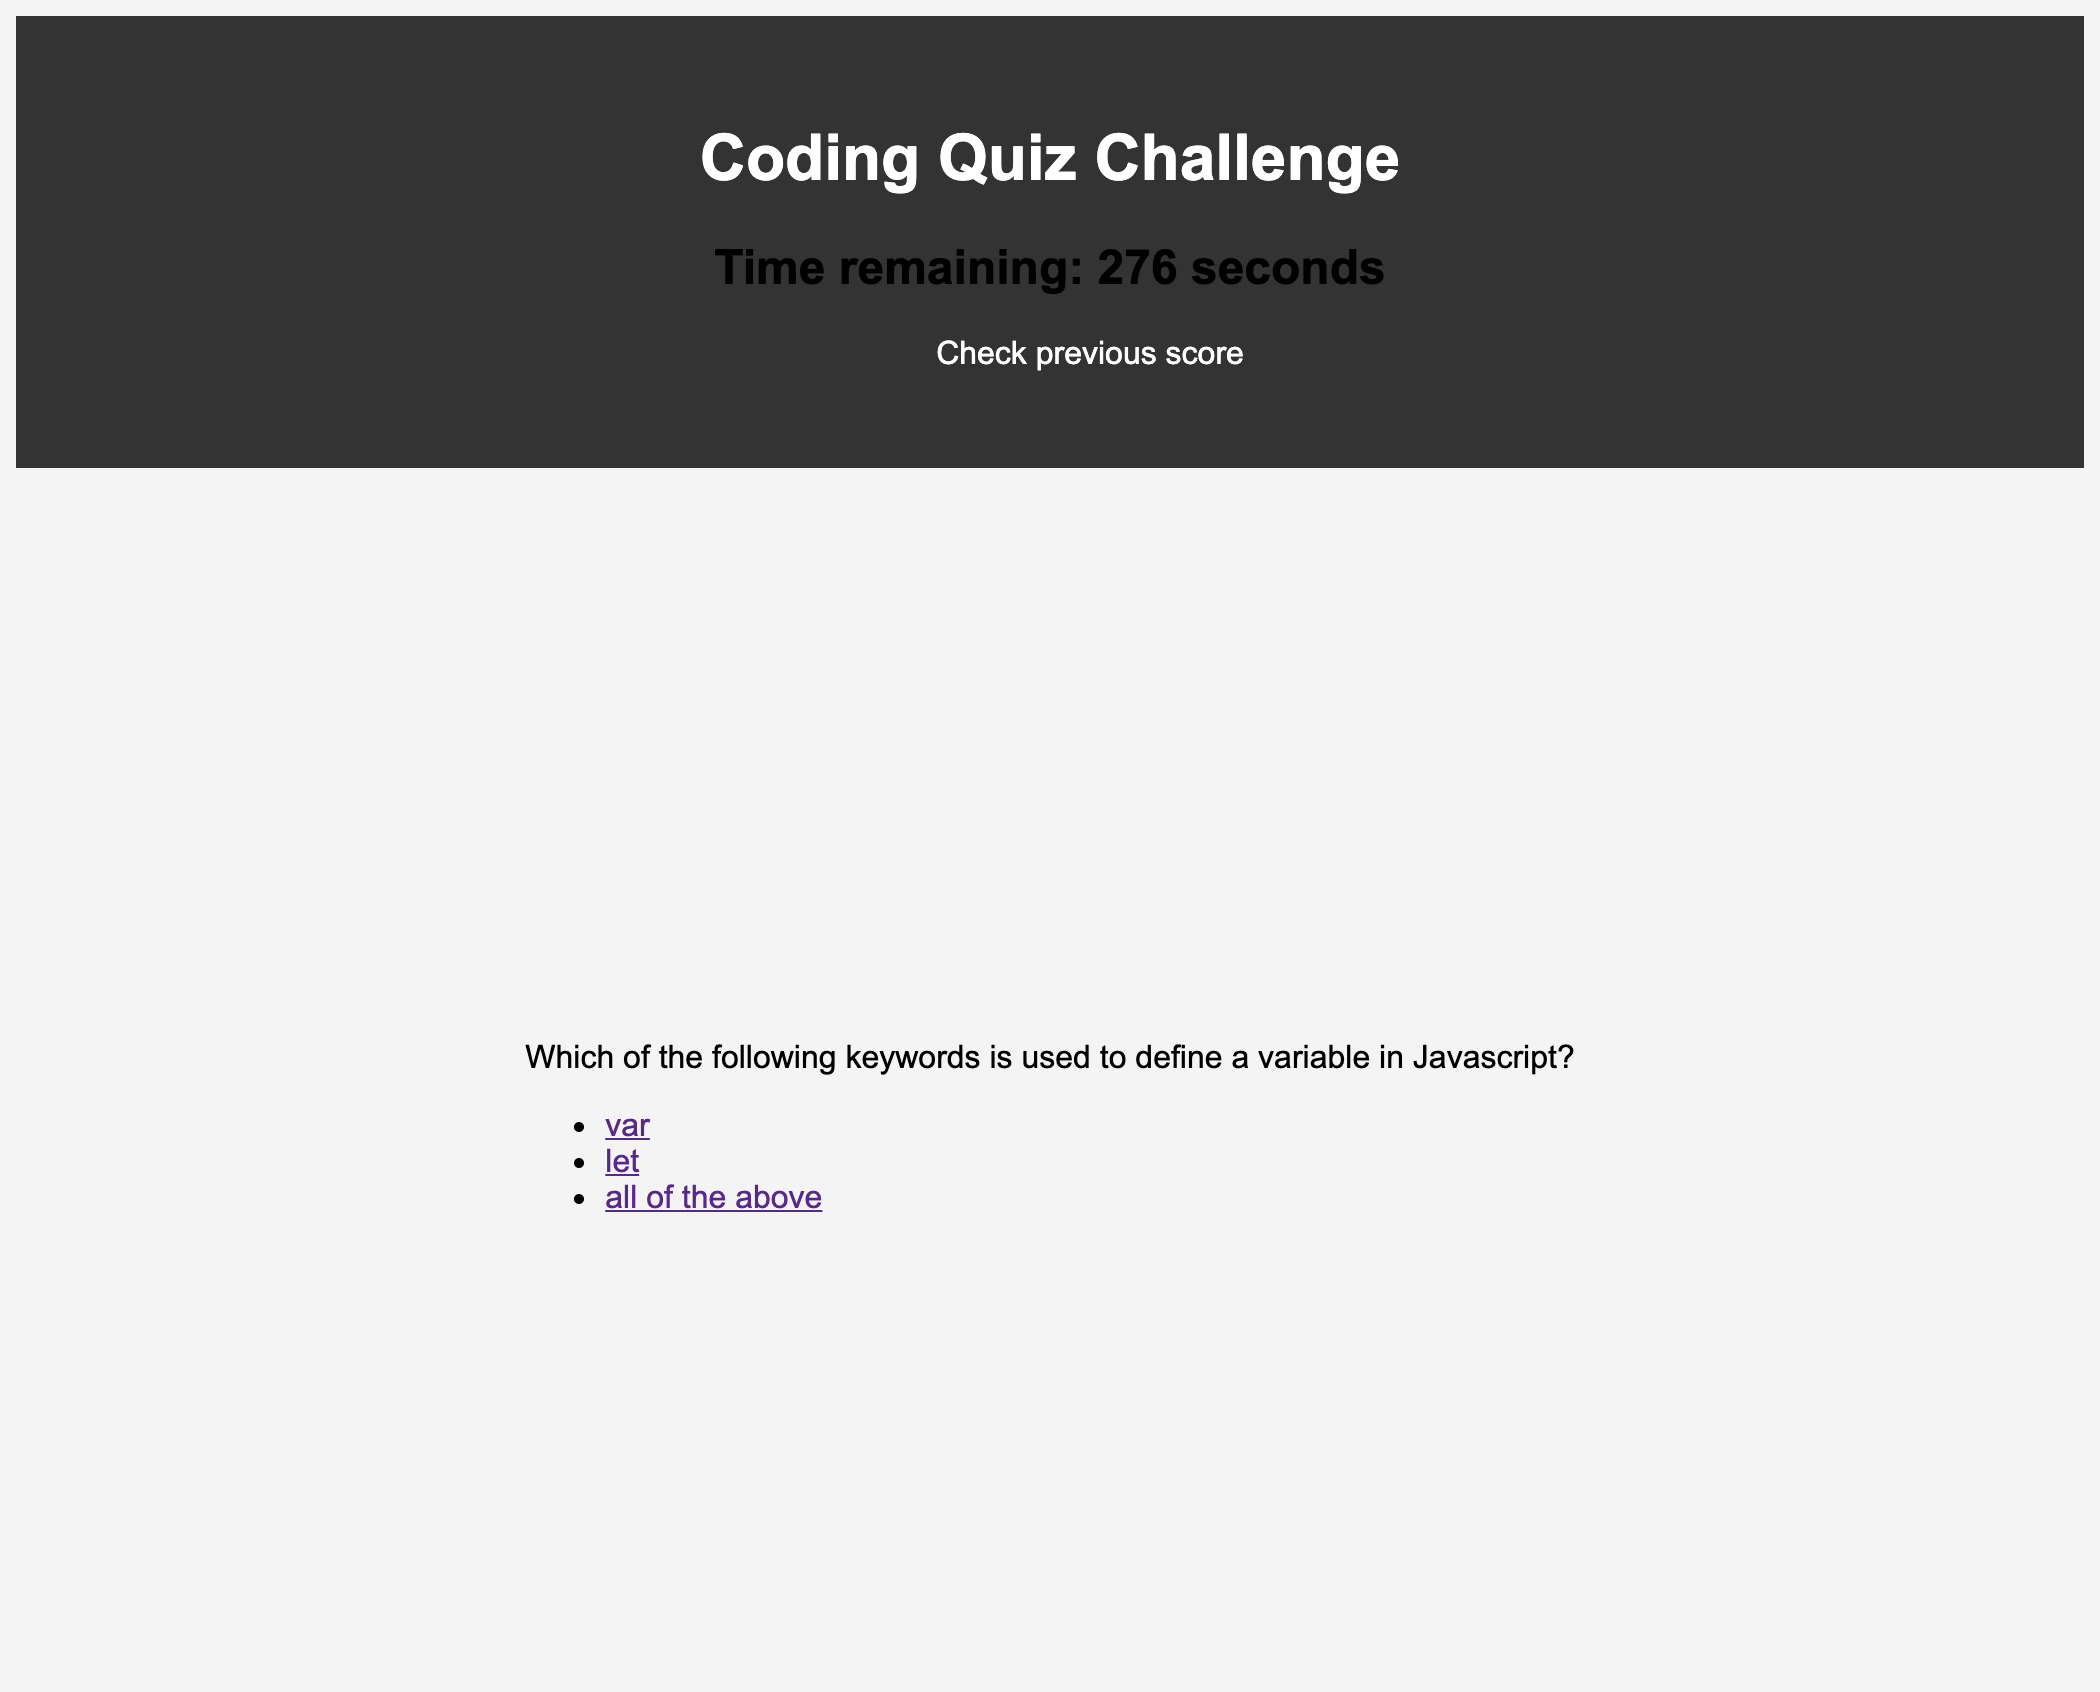 Coding Quiz Challenge
Time remaining: 276 seconds
Check previous score
Which of the following keywords is used to define a variable in Javascript?
var
let
all of the above